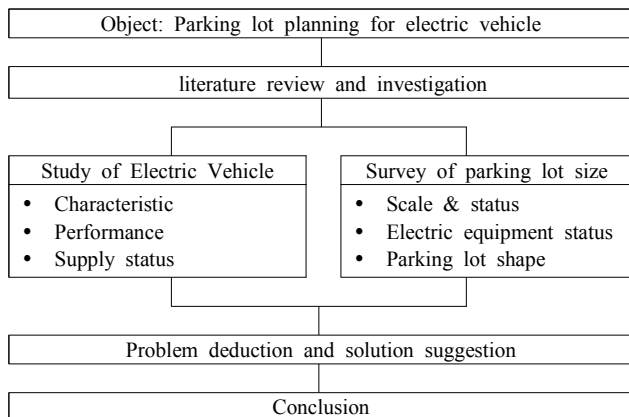 Object: Parking lot planning for electric vehicle
literature review and investigation
Study of Electric Vehicle
• Characteristic
• Performance
• Supply status
Survey of parking lot size
• Scale & status
• Electric equipment status
• Parking lot shape
Problem deduction and solution suggestion
Conclusion